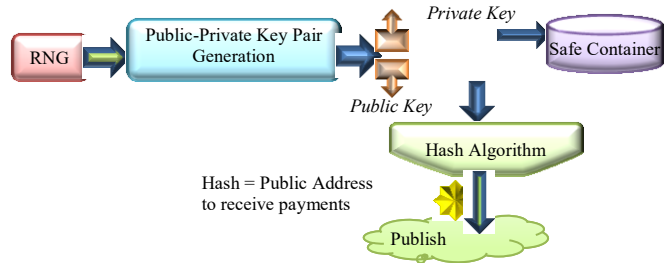 Private Key
Public-Private Key Pair
Generation
RNG
Safe Container
Public Key
Hash Algorithm
Hash = Public Address
to receive payments
Publish